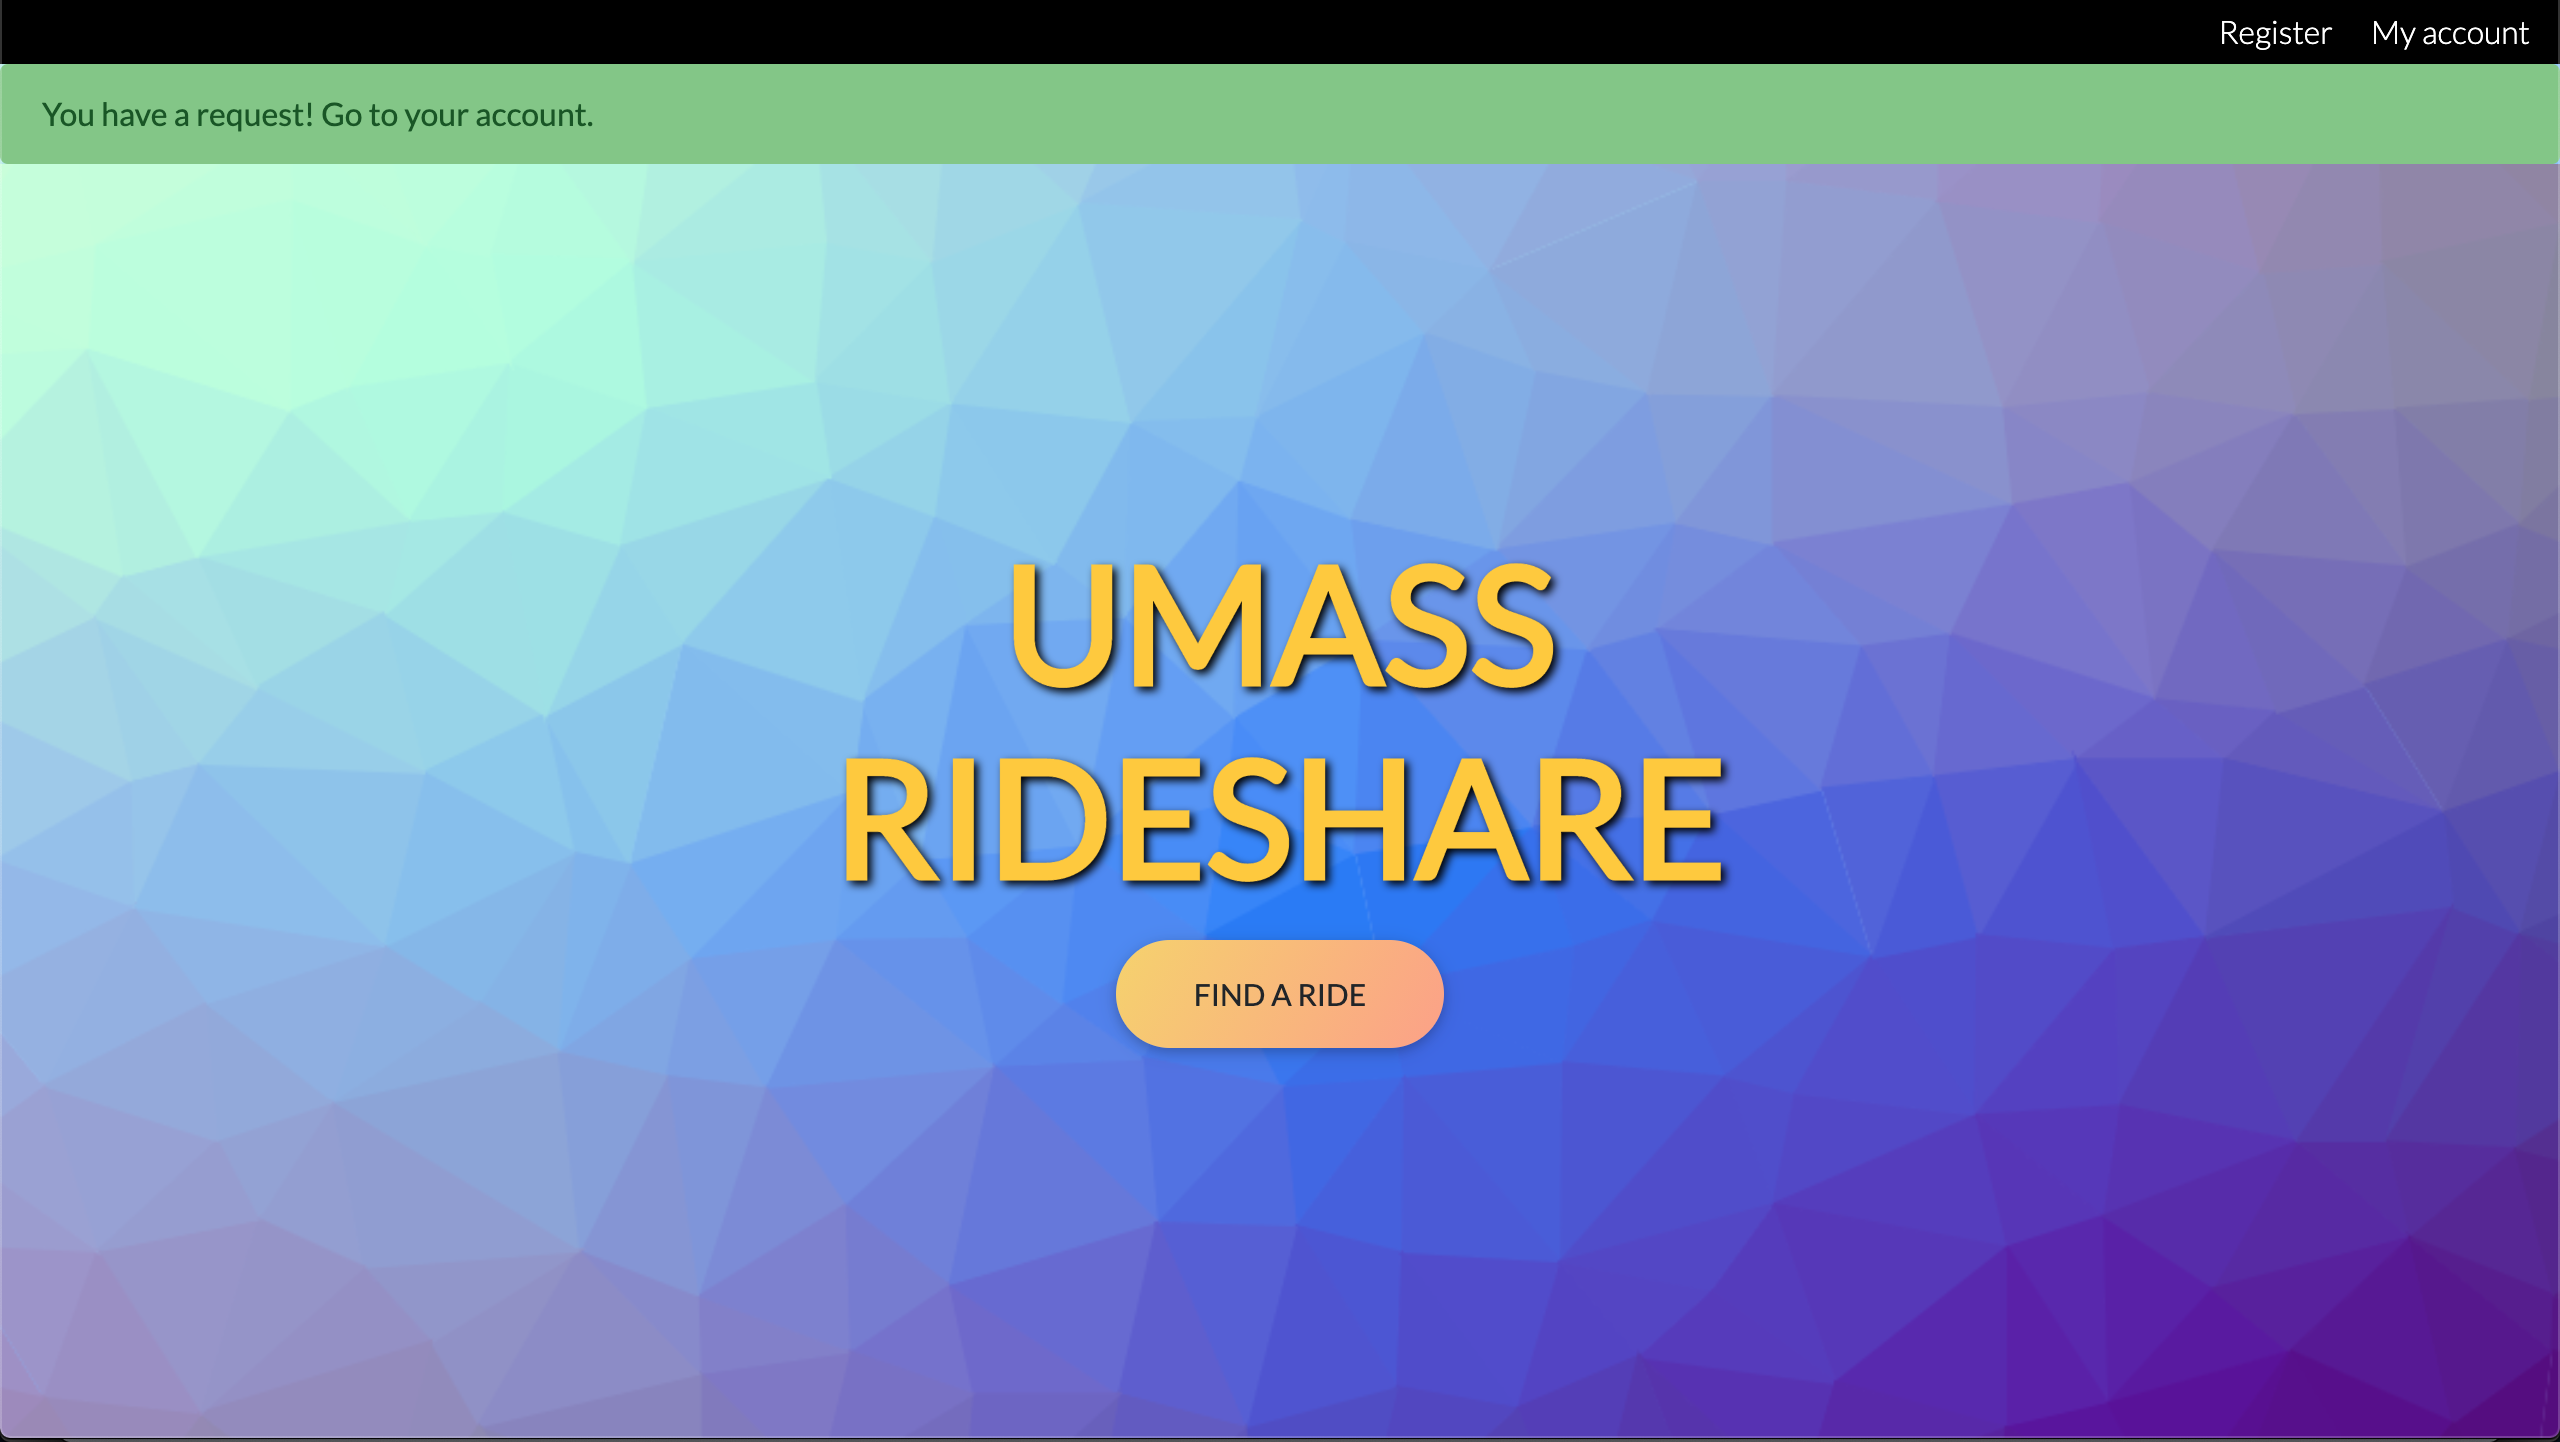 Register My account
You have a request! Go to your account.
UMASS
RIDESHARE
FIND A RIDE